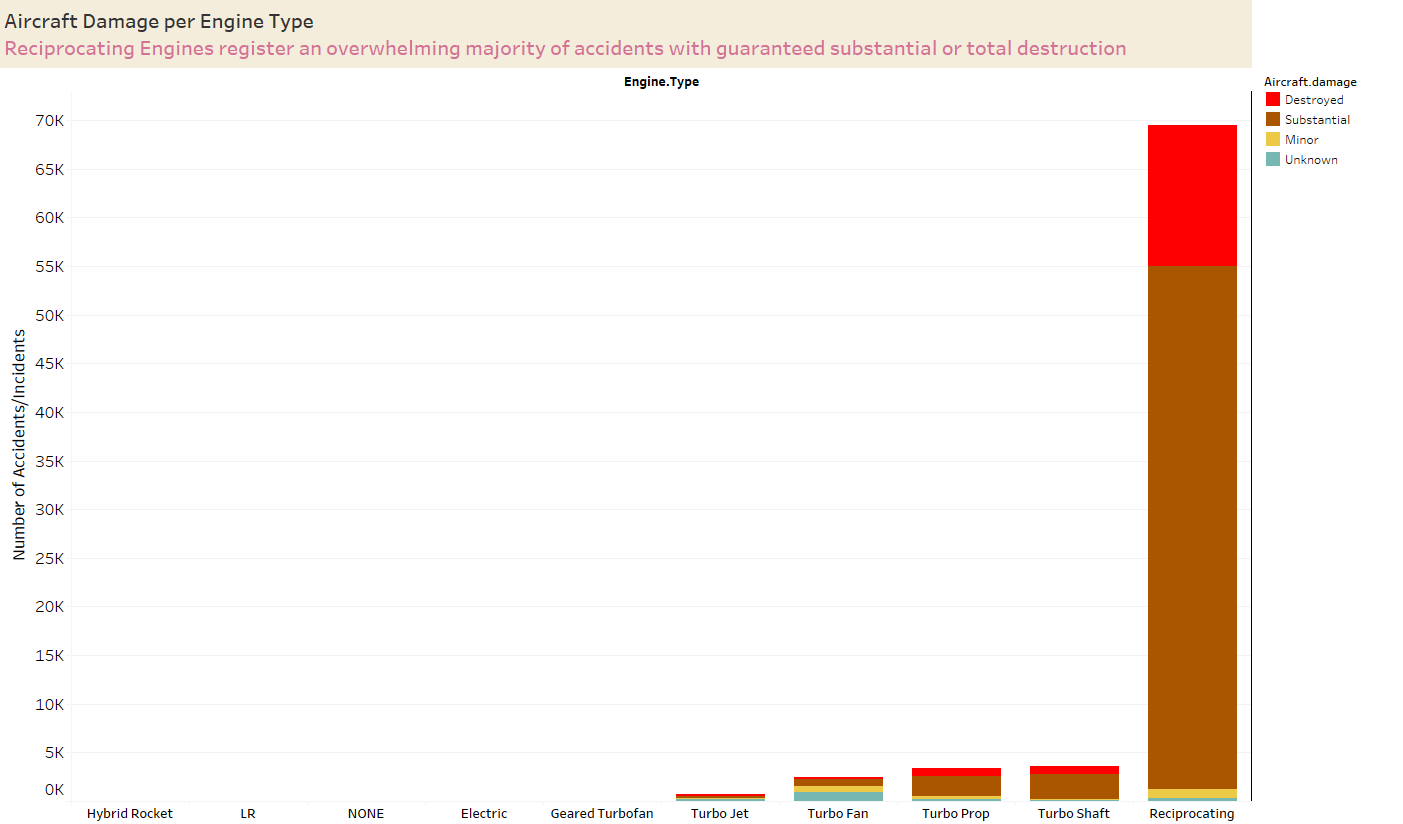 Aircraft Damage per Engine Type
Reciprocating Engines register an overwhelming majority of accidents with guaranteed substantial or total destruction
Engine.Type
Aircraft.damage
Destroyed
Substantial
Minor
Unknown
Number of Accidents/Incidents
70K
65K
60K
55K
50K
45K
40K
35K
30K
25K
20K
15K
10K
5K
0K
Hybrid Rocket
LR
NONE
Electric
Geared Turbofan
Turbo Jet
Turbo Fan
Turbo Prop
Turbo Shaft
Reciprocating